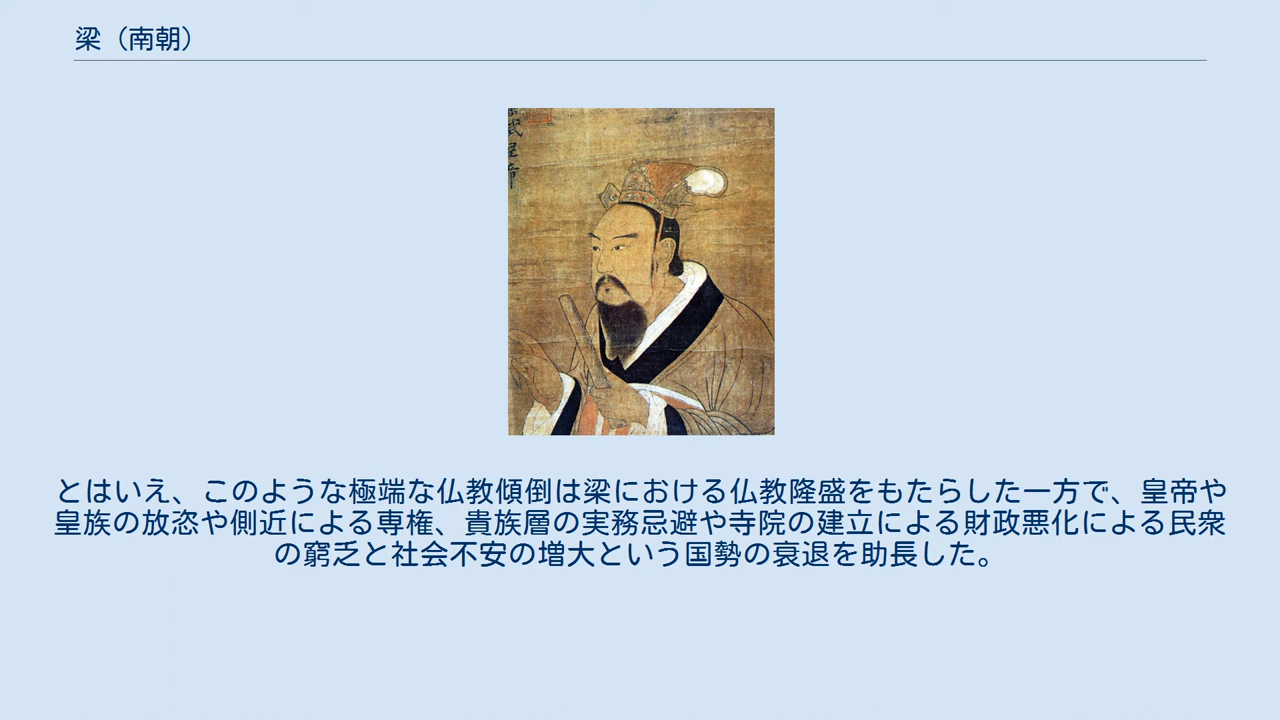 梁（南朝）
武
皇
帝
とはいえ、このような極端な仏教傾倒は梁における仏教隆盛をもたらした一方で、皇帝や
皇族の放恣や側近による専権、貴族層の実務忌避や寺院の建立による財政悪化による民衆
の窮乏と社会不安の増大という国勢の衰退を助長した。